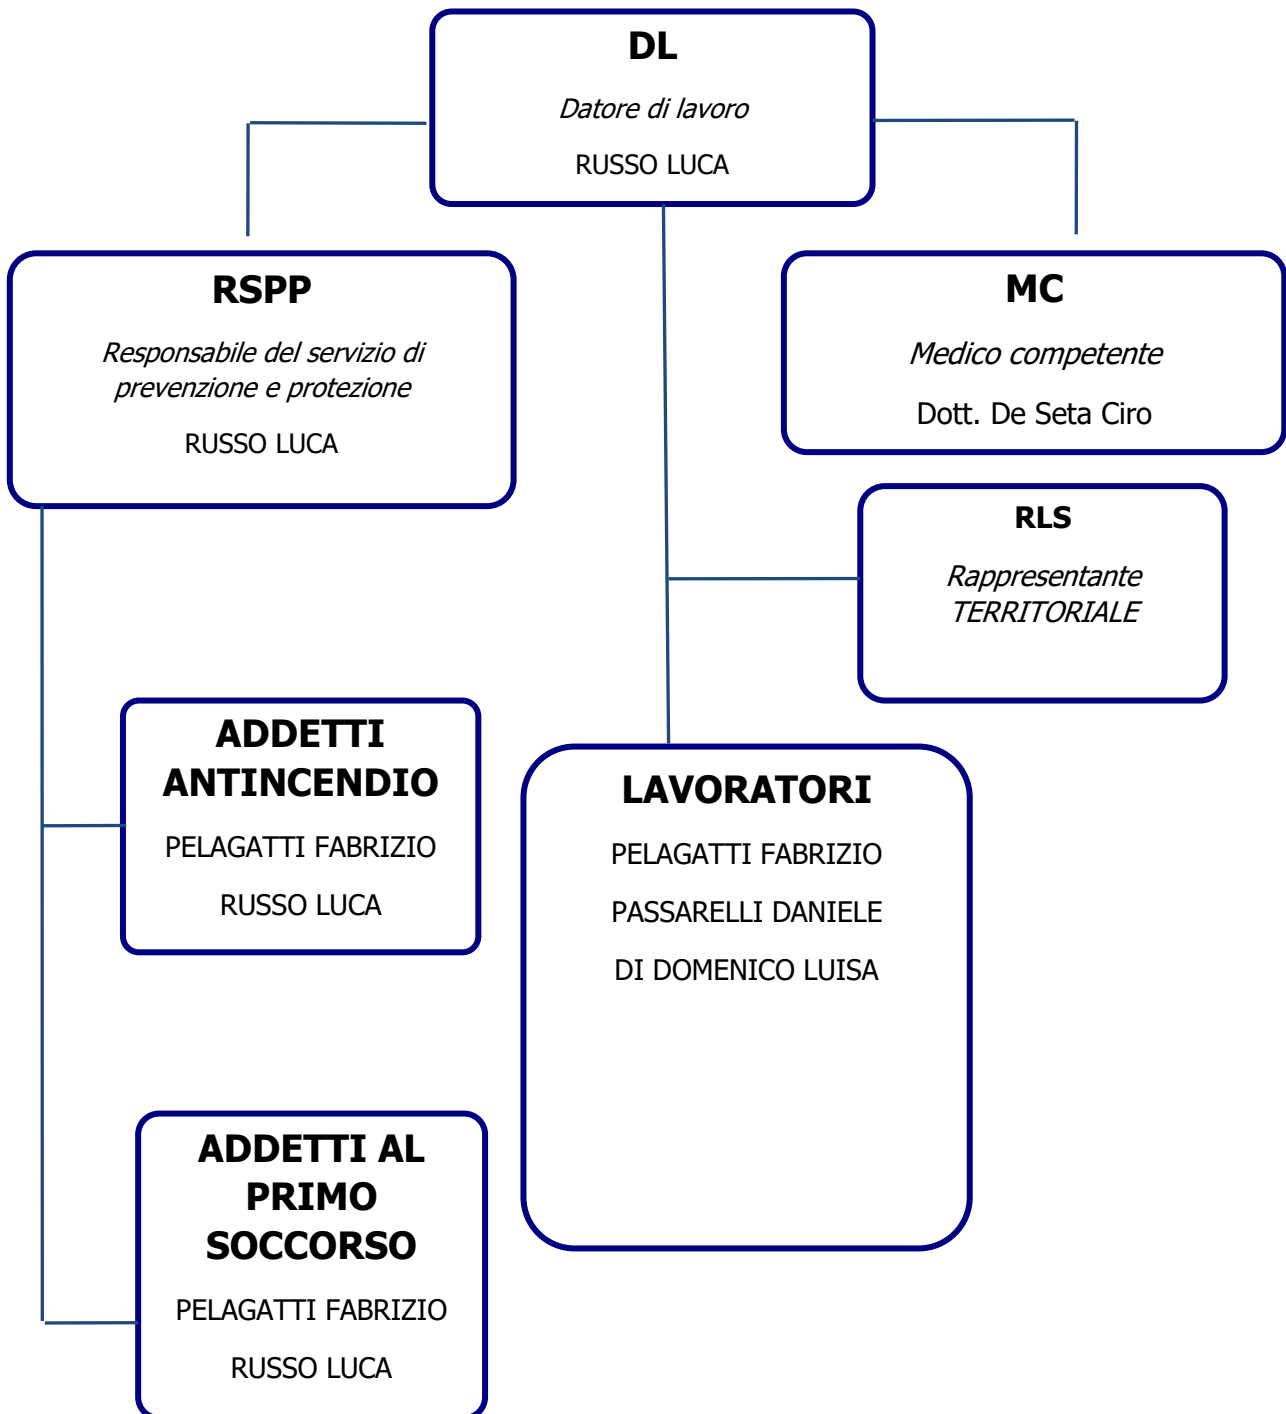 DL
Datore di lavoro
RUSSO LUCA
RSPP
Responsabile del servizio di
prevenzione e protezione
RUSSO LUCA
MC
Medico competente
Dott. De Seta Ciro
RLS
Rappresentante
TERRITORIALE
ADDETTI
ANTINCENDIO
PELAGATTI FABRIZIO
RUSSO LUCA
LAVORATORI
PELAGATTI FABRIZIO
PASSARELLI DANIELE
DI DOMENICO LUISA
ADDETTI AL
PRIMO
SOCCORSO
PELAGATTI FABRIZIO
RUSSO LUCA